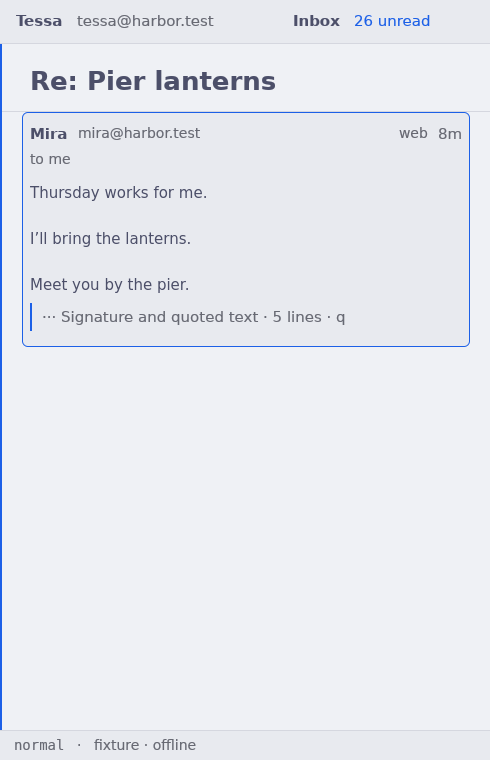 Tessa tessa@harbor.test Inbox 26 unread
Re: Pier lanterns
Mira mira@harbor.test web 8m
to me
Thursday works for me.
I’ll bring the lanterns.
Meet you by the pier.
··· Signature and quoted text · 5 lines · q
normal · fixture · offline